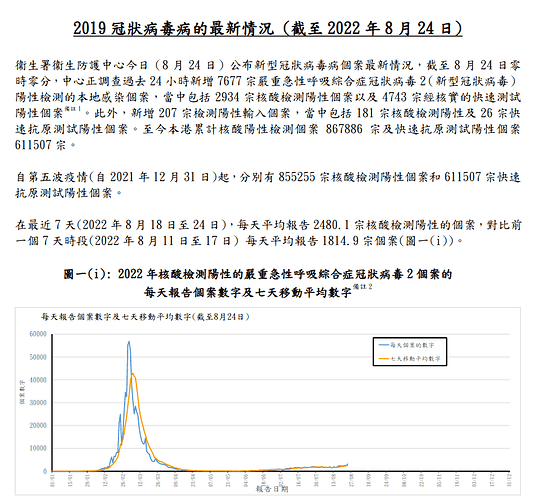 2019 冠狀病毒病的最新情況 (截至 2022 年 8 月 24 日)
衞生署衞生防護中心今日 (8 月 24 日) 公布新型冠狀病毒病個案最新情況，截至 8 月 24 日零
時零分，中心正調查過去 24 小時新增 7677 宗嚴重急性呼吸綜合症冠狀病毒 2(新型冠狀病毒)
陽性檢測的本地感染個案，當中包括 2934 宗核酸檢測陽性個案以及 4743 宗經核實的快速測試
陽性個案備註 1。此外，新增 207 宗檢測陽性輸入個案，當中包括 181 宗核酸檢測陽性及 26 宗快
速抗原測試陽性個案。至今本港累計核酸陽性檢測個案 867886 宗及快速抗原測試陽性個案
611507 宗。
自第五波疫情(自 2021 年 12 月 31 日)起，分別有 855255 宗核酸檢測陽性個案和 611507 宗快速
抗原測試陽性個案。
在最近 7 天(2022 年 8 月 18 日至 24 日)，每天平均報告 2480.1 宗核酸檢測陽性的個案，對比前
一個 7 天時段(2022 年 8 月 11 日至 17 日) 每天平均報告 1814.9 宗個案(圖一(i))。
圖一(i): 2022 年核酸檢測陽性的嚴重急性呼吸綜合症冠狀病毒 2 個案的
每天報告個案數字及七天移動平均數字備註 2
每天報告個案數字及七天移動平均數字(截至8月24日)
60000
50000
40000
30000
20000
10000
0
個案數字
每天個案的數字
七天移動平均數字
報告日期